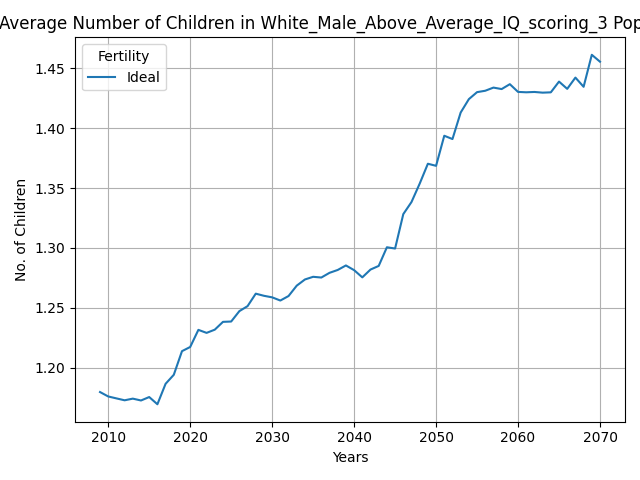 Average Number of Children in White_Male_Above_Average_IQ_scoring_3 Pop
Fertility
Ideal
No. of Children
1.45
1.40
1.35
1.30
1.25
1.20
2010 2020 2030 2040 2050 2060 2070
Years